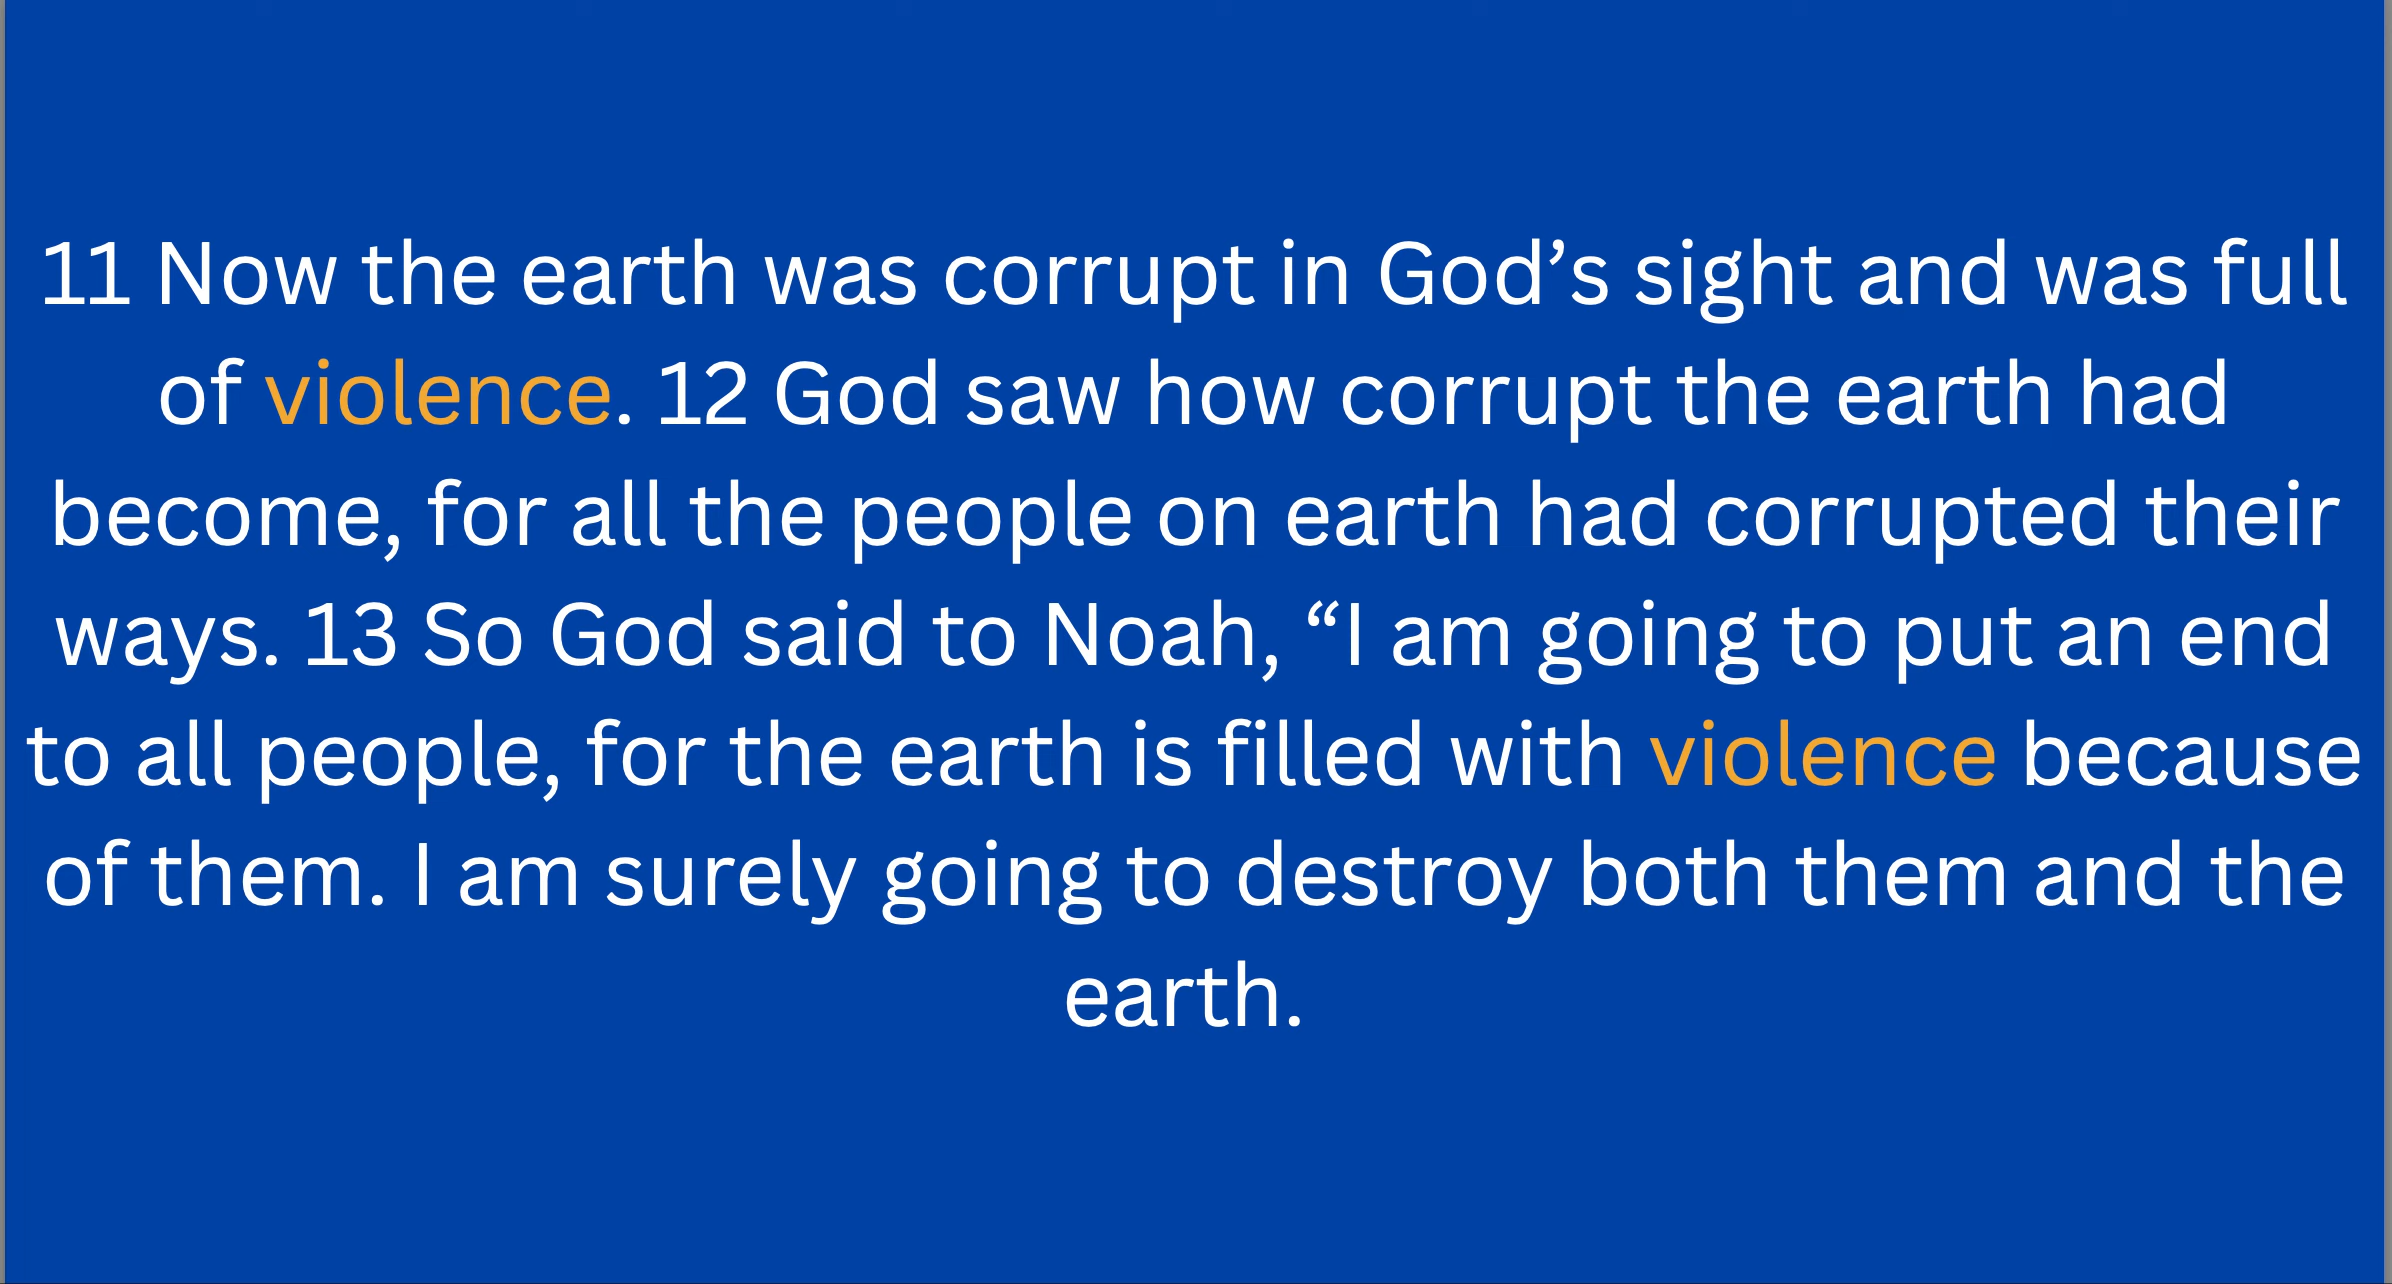 11 Now the earth was corrupt in God’s sight and was full
of violence. 12 God saw how corrupt the earth had
become, for all the people on earth had corrupted their
ways. 13 So God said to Noah, “I am going to put an end
to all people, for the earth is filled with violence because
of them. I am surely going to destroy both them and the
earth.